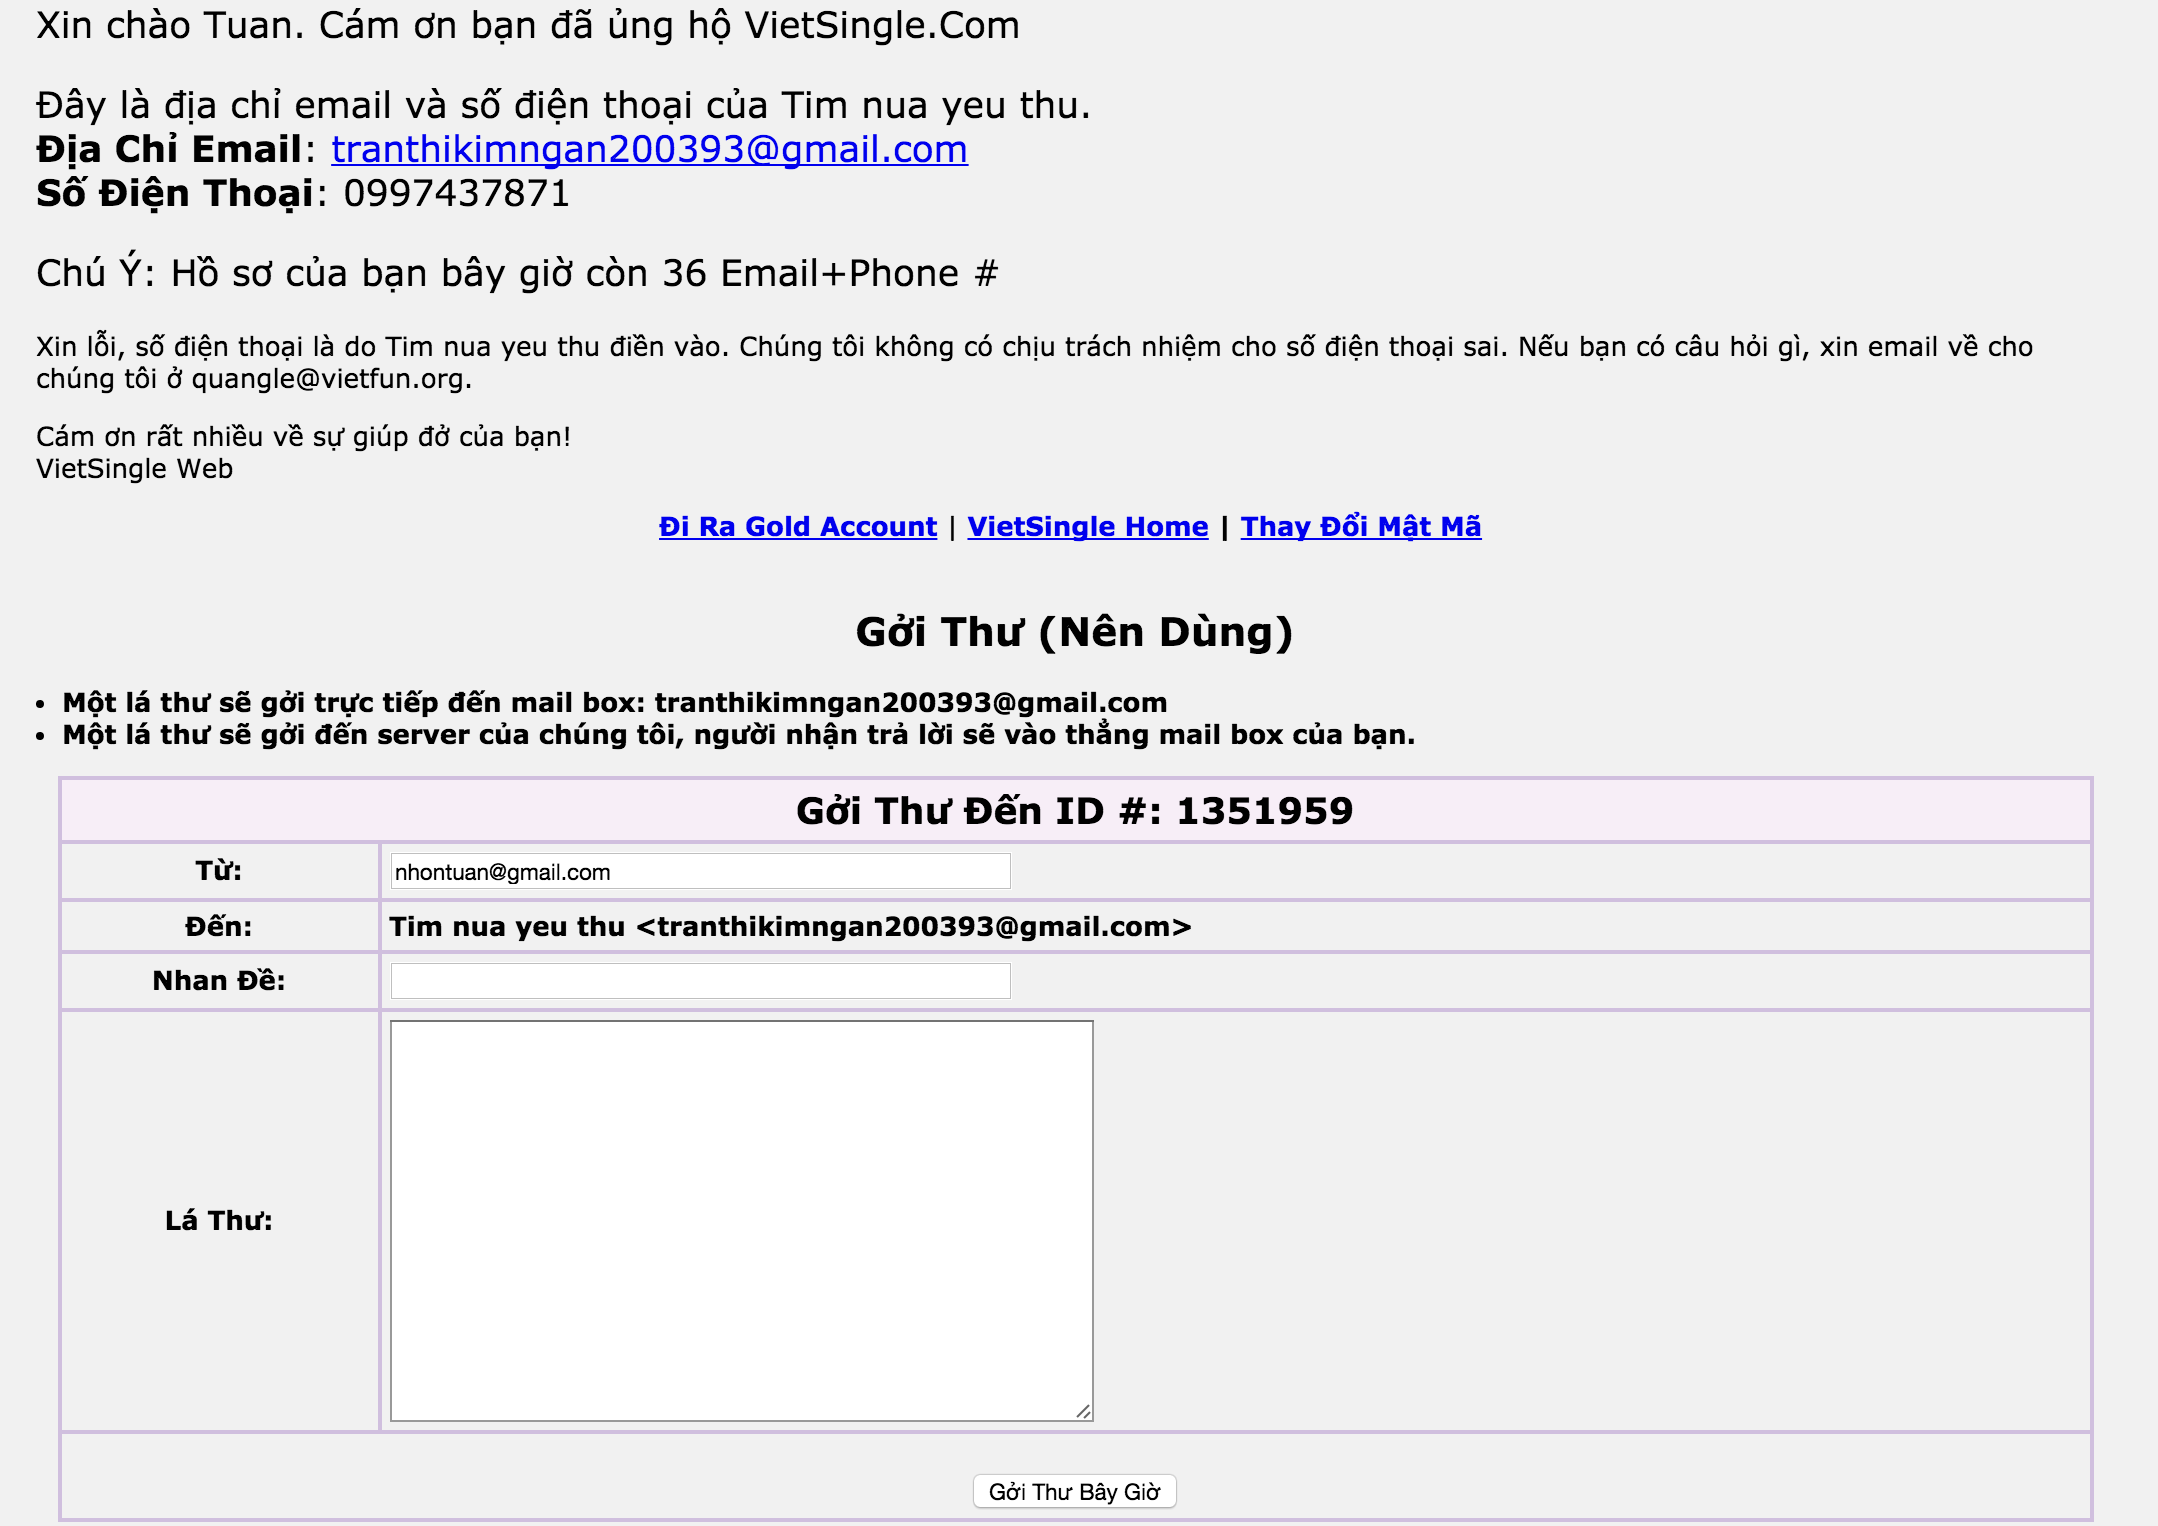 Xin chào Tuan. Cám ơn bạn đã ủng hộ VietSingle.Com
Đây là địa chỉ email và số điện thoại của Tim nua yeu thu.
Địa Chỉ Email: tranthikimngan200393@gmail.com
Số Điện Thoại: 0997437871
Chú Ý: Hồ sơ của bạn bây giờ còn 36 Email+Phone #
Xin lỗi, số điện thoại là do Tim nua yeu thu điền vào. Chúng tôi không có chịu trách nhiệm cho số điện thoại sai. Nếu bạn có câu hỏi gì, xin email về cho
chúng tôi ở quangle@vietfun.org.
Cám ơn rất nhiều về sự giúp đở của bạn!
VietSingle Web
Đi Ra Gold Account | VietSingle Home | Thay Đổi Mật Mã
Gởi Thư (Nên Dùng)
• Một lá thư sẽ gởi trực tiếp đến mail box: tranthikimngan200393@gmail.com
• Một lá thư sẽ gởi đến server của chúng tôi, người nhận trả lời sẽ vào thẳng mail box của bạn.
Gởi Thư Đến ID #: 1351959
Từ: nhontuan@gmail.com
Đến: Tim nua yeu thu <tranthikimngan200393@gmail.com>
Nhan Đề:
Lá Thư:
Gởi Thư Bây Giờ